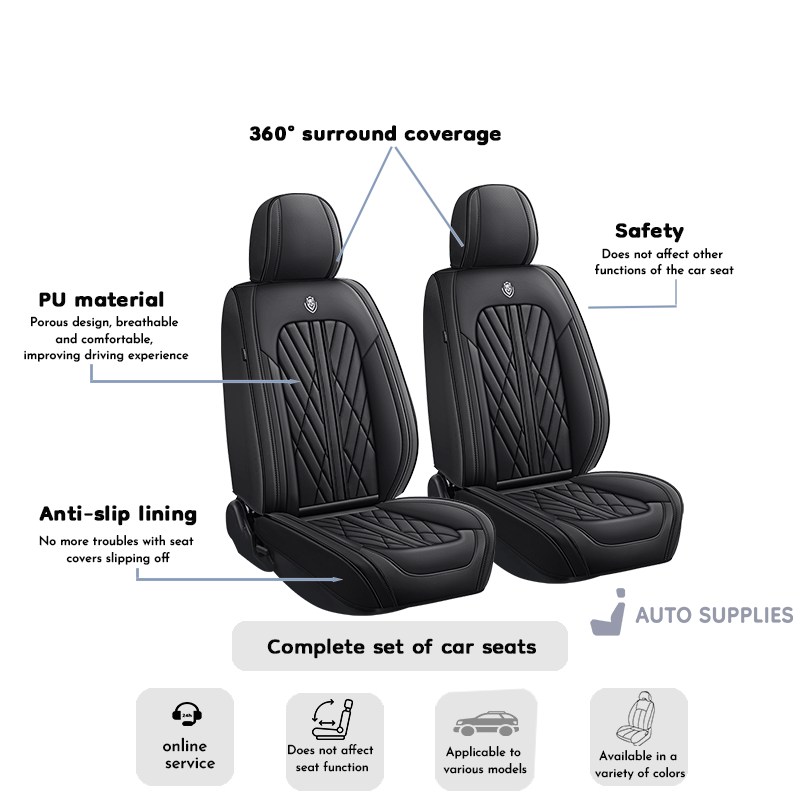 360° surround coverage
Safety
Does not affect other
functions of the car seat
PU material
Porous design, breathable
and comfortable,
improving driving experience
Anti-slip lining
No more troubles with seat
covers slipping off
AUTO SUPPLIES
Complete set of car seats
24h
online
service
Does not affect
seat function
Applicable to
various models
Available in a
variety of colors